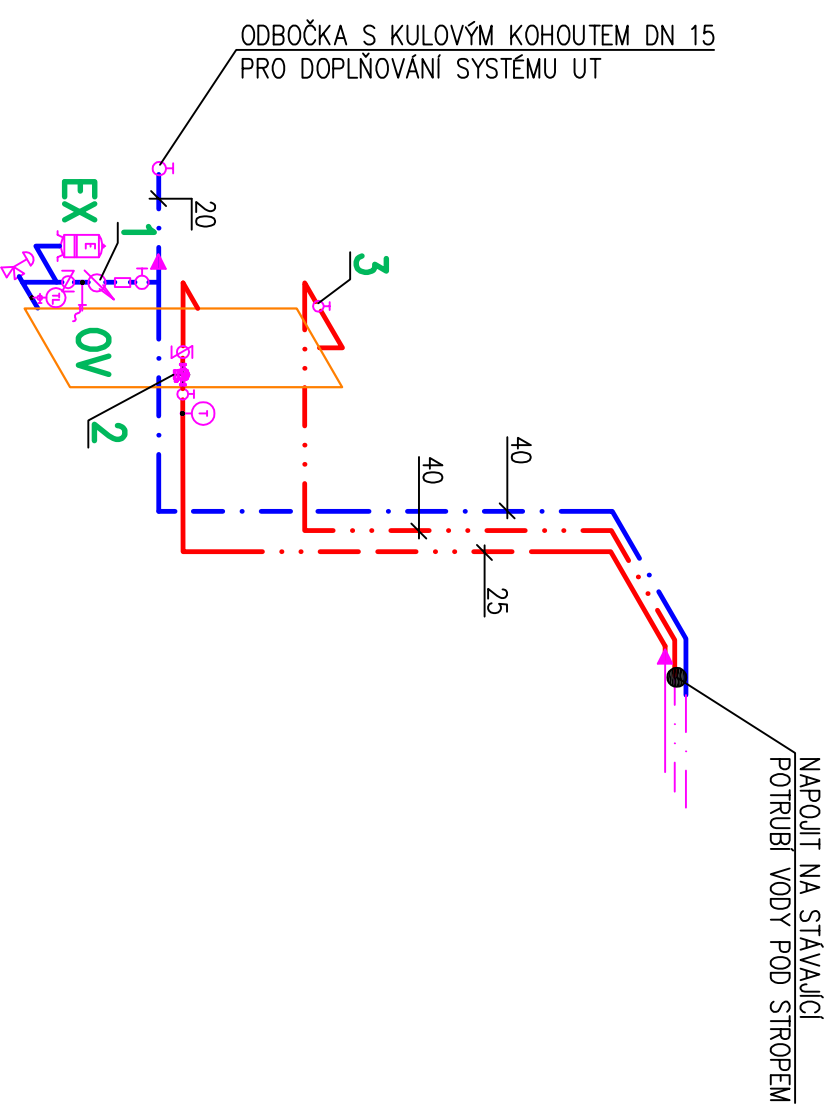 ODBOČKA S KULOVÝM KOHOUTEM DN 15
PRO DOPLŇOVÁNÍ SYSTÉMU UT
20
EX
E
1
3
TL
OV
T
2
40
40
25
NAPOJIT NA STÁVAJÍCÍ
POTRUBÍ VODY POD STROPEM